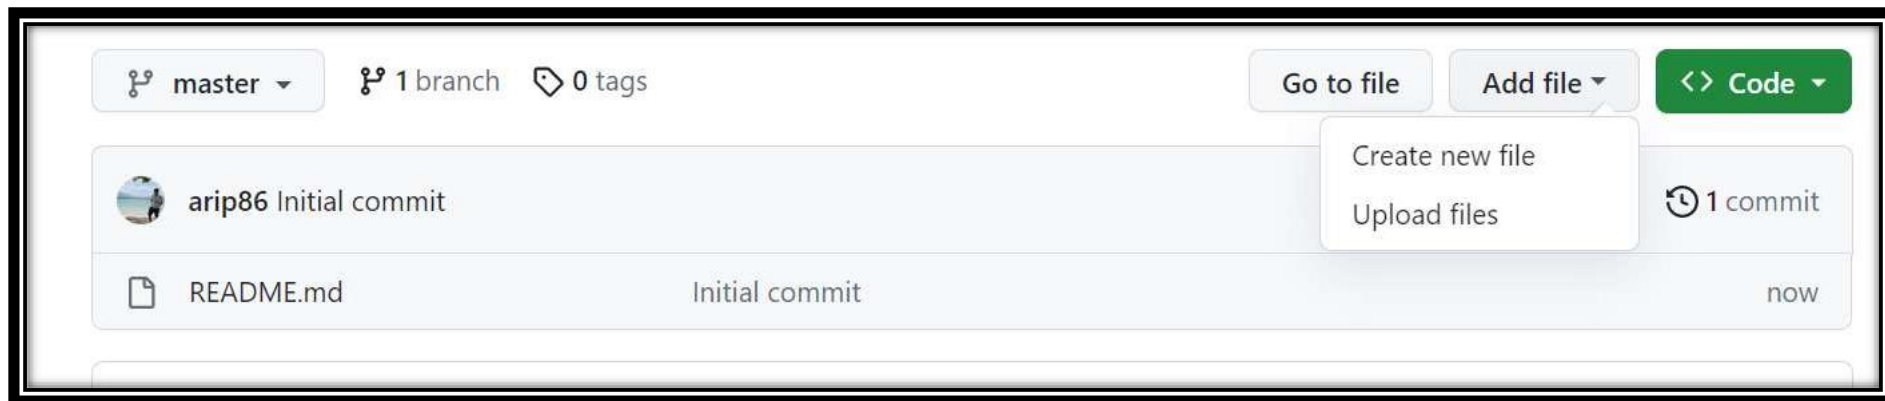 master 1 branch 0 tags Go to file Add file <> Code
Create new file
arip86 Initial commit 1 commit
Upload files
README.md Initial commit now